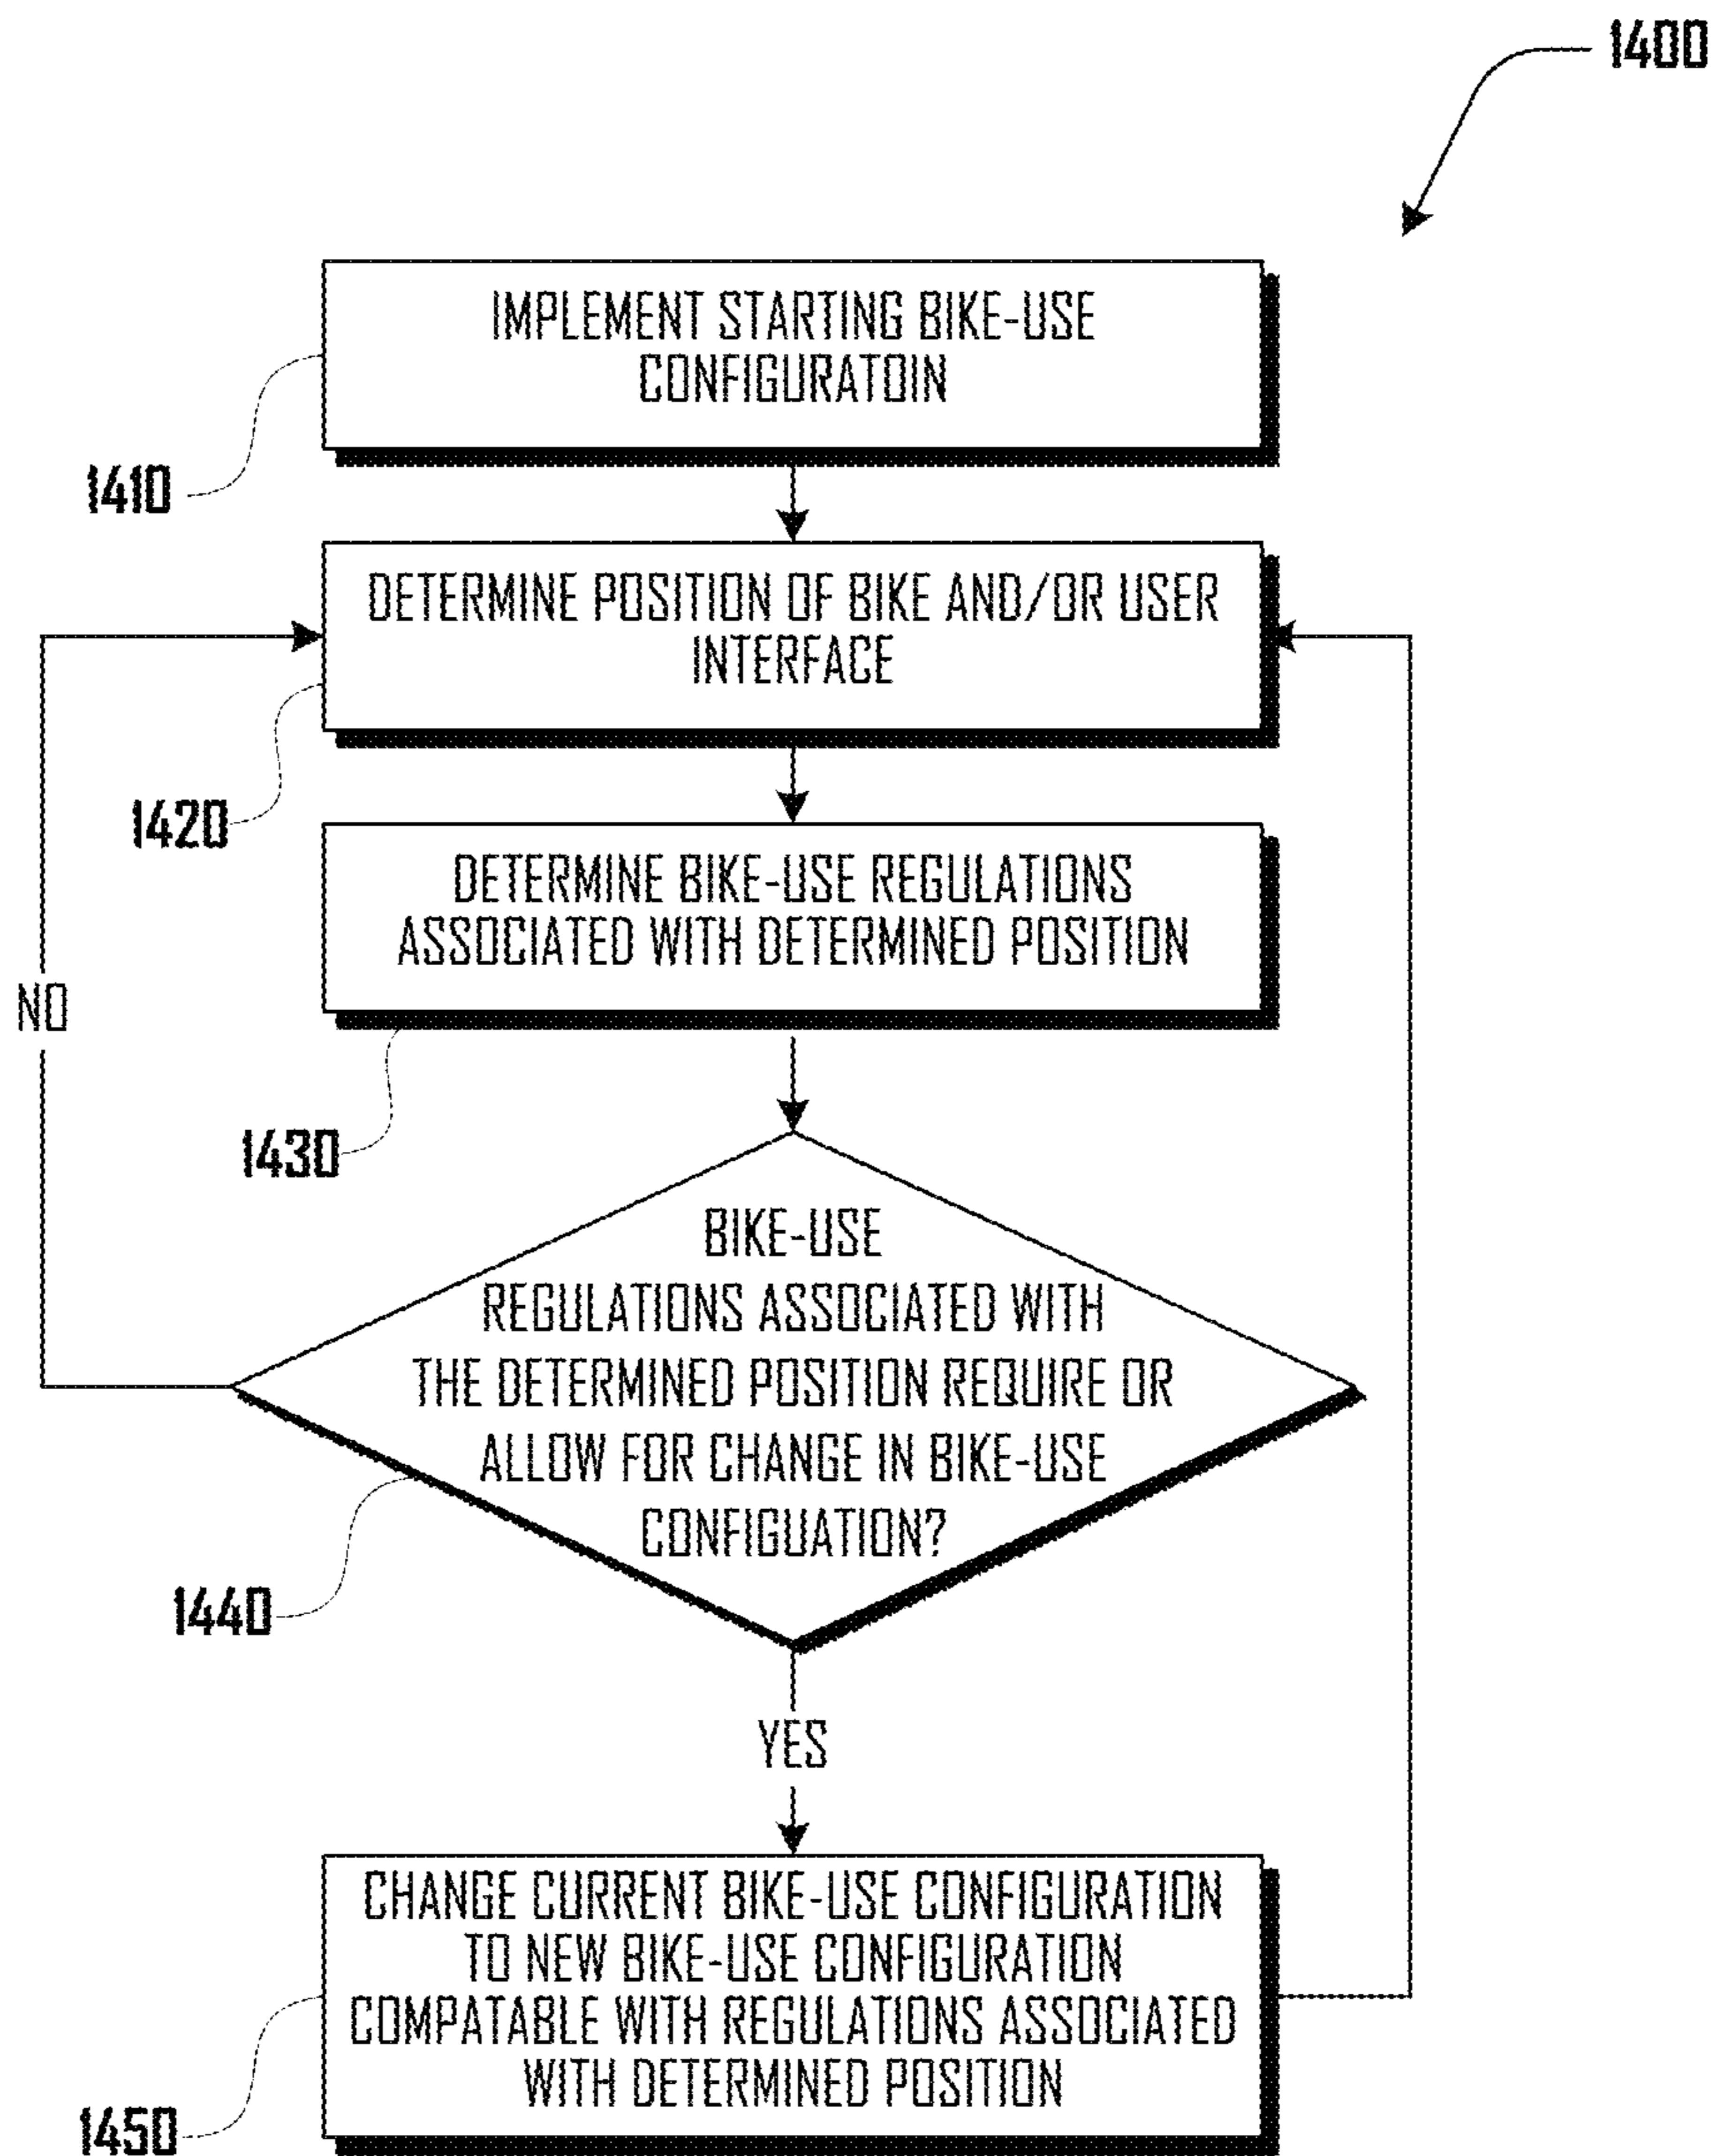 1400
IMPLEMENT STARTING BIKE-USE
CONFIGURATOIN
1410
DETERMINE POSITION OF BIKE AND/OR USER
INTERFACE
1420
DETERMINE BIKE-USE REGULATIONS
ASSOCIATED WITH DETERMINED POSITION
NO
1430
BIKE-USE
REGULATIONS ASSOCIATED WITH
THE DETERMINED POSITION REQUIRE OR
ALLOW FOR CHANGE IN BIKE-USE
CONFIGUATION?
1440
YES
CHANGE CURRENT BIKE-USE CONFIGURATION
TO NEW BIKE-USE CONFIGURATION
COMPATABLE WITH REGULATIONS ASSOCIATED
WITH DETERMINED POSITION
1450